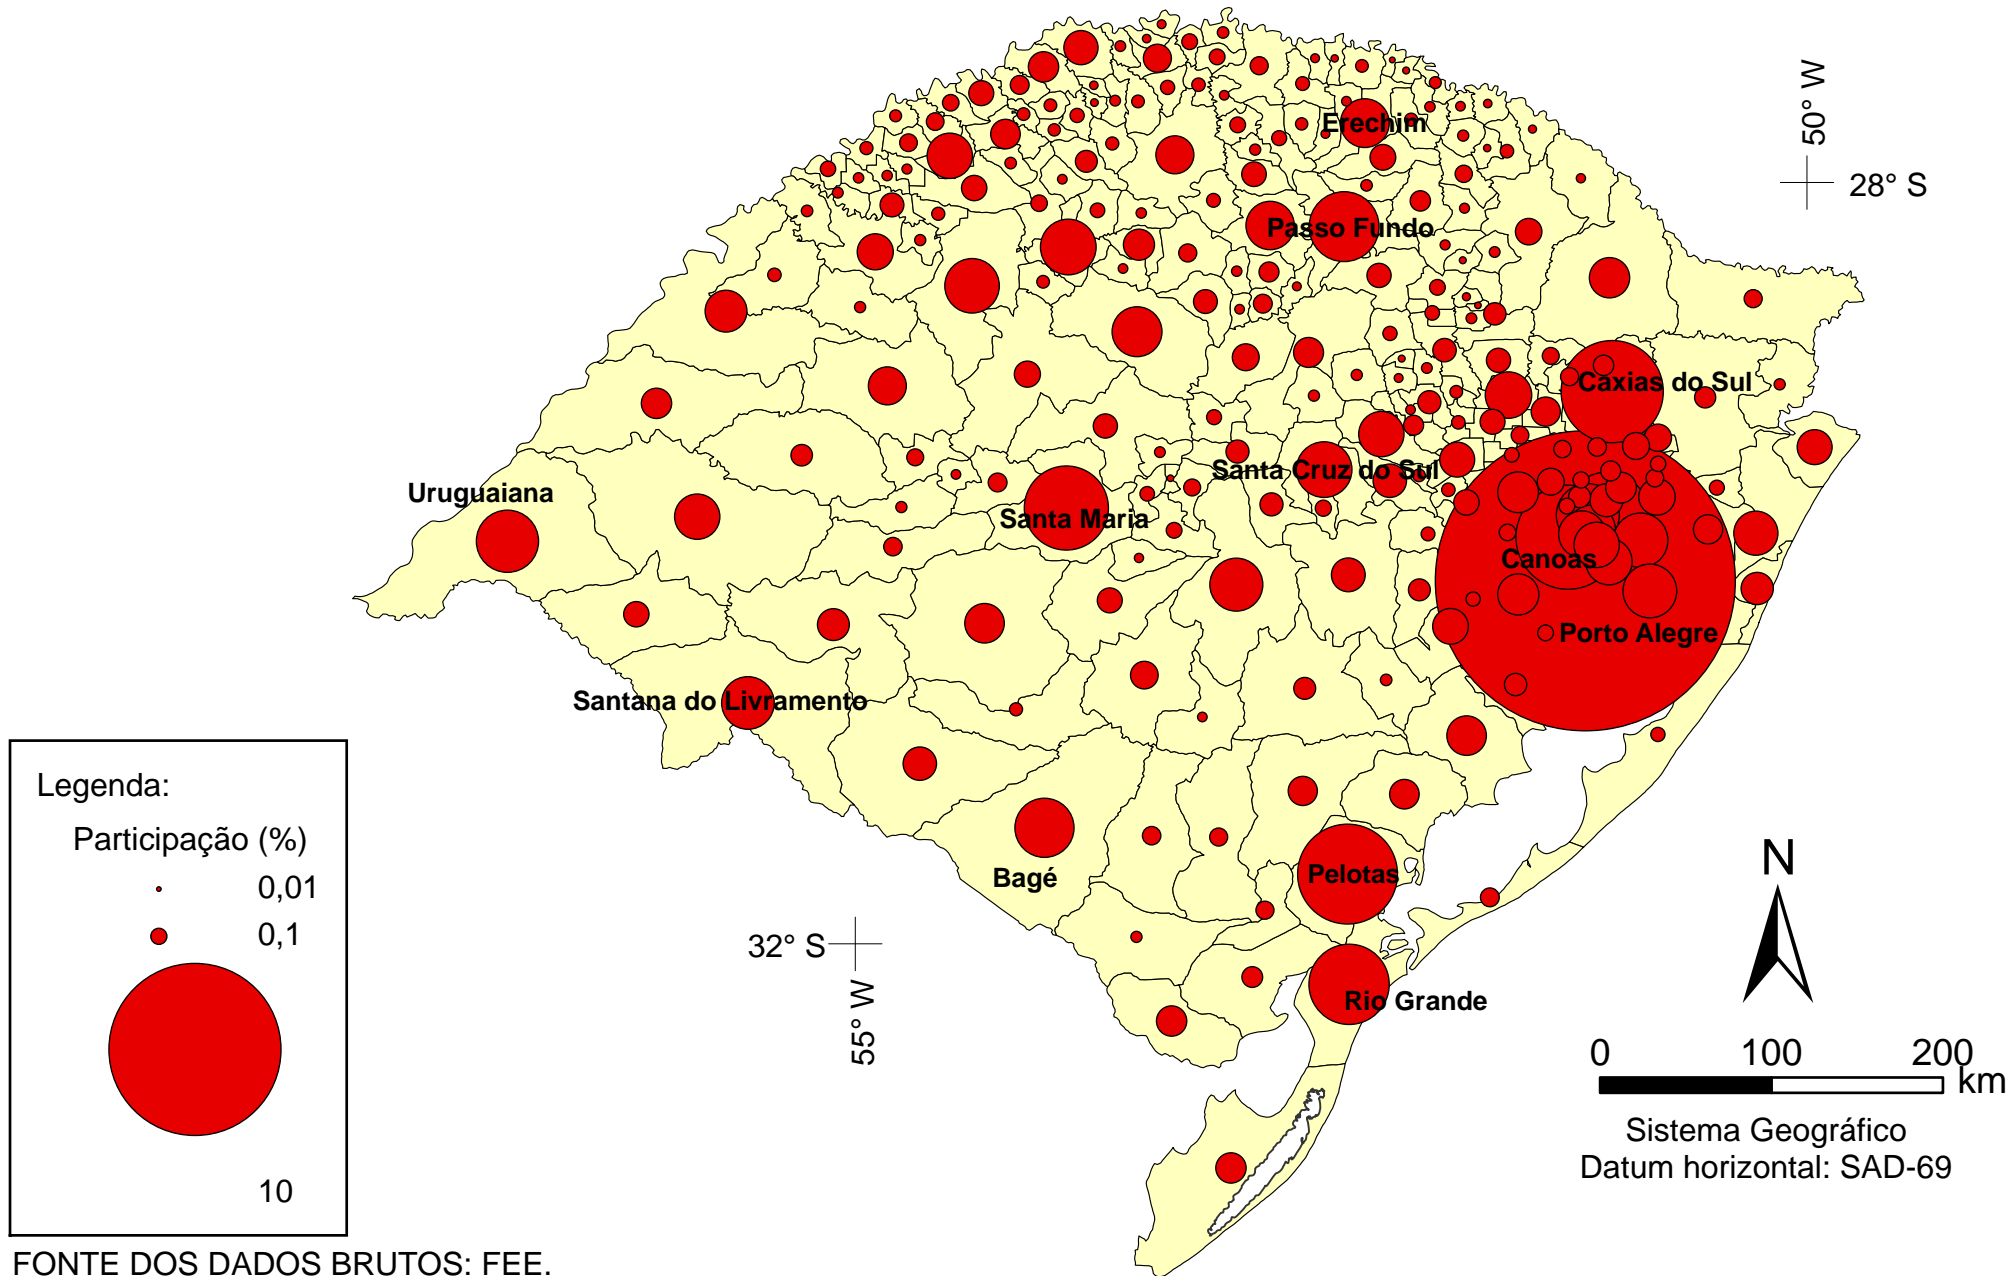 50° W
28° S
Erechim
Passo Fundo
Caxias do Sul
Santa Cruz do Sul
Uruguaiana
Santa Maria
Canoas
Porto Alegre
Santana do Livramento
Legenda:
Participação (%)
0,01
0,1
10
Bagé
Pelotas
N
32° S
55° W
Rio Grande
0 100 200
km
Sistema Geográfico
Datum horizontal: SAD-69
FONTE DOS DADOS BRUTOS: FEE.